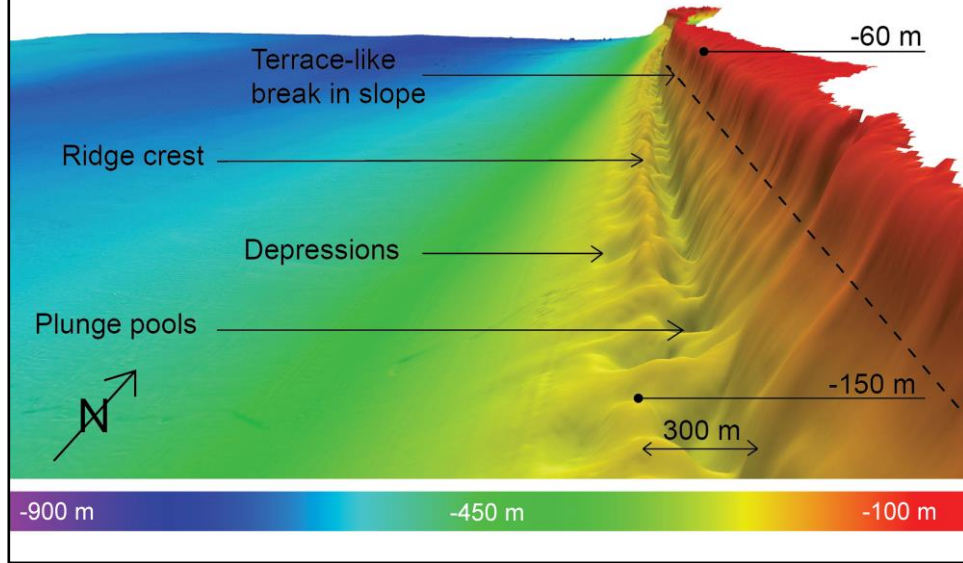 -60 m
Terrace-like
break in slope
Ridge crest
Depressions
Plunge pools
N
-150 m
300 m
-900 m
-450 m
-100 m